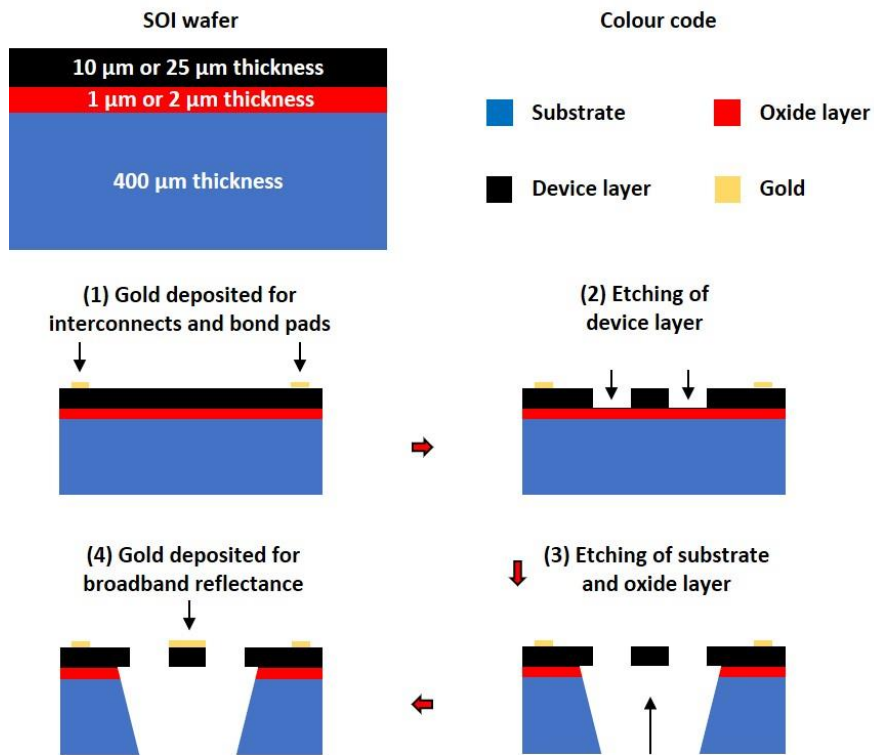 SOI wafer
10 µm or 25 µm thickness
1 µm or 2 µm thickness
400 µm thickness
Colour code
Substrate
Oxide layer
Device layer
Gold
(1) Gold deposited for
interconnects and bond pads
(2) Etching of
device layer
(3) Etching of substrate
and oxide layer
(4) Gold deposited for
broadband reflectance